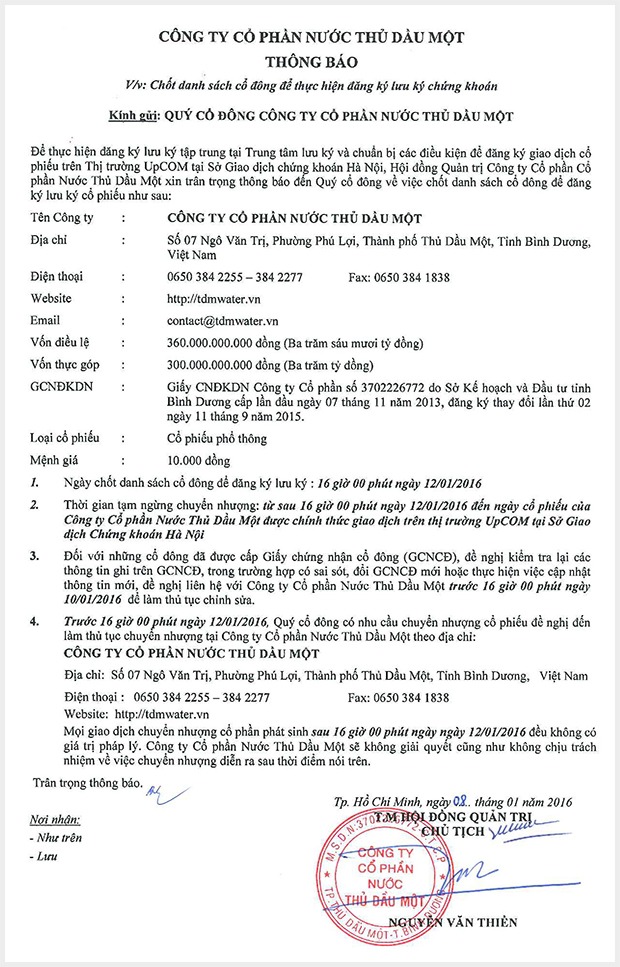 CÔNG TY CỔ PHẦN NƯỚC THỦ DẦU MỘT
THÔNG BÁO
V/v: Chốt danh sách cổ đông để thực hiện đăng ký lưu ký chứng khoán
Kính gửi: QUÝ CỔ ĐÔNG CÔNG TY CỔ PHẦN NƯỚC THỦ DẦU MỘT
Để thực hiện đăng ký lưu ký tập trung tại Trung tâm lưu ký và chuẩn bị các điều kiện để đăng ký giao dịch cổ
phiếu trên Thị trường UpCOM tại Sở Giao dịch chứng khoán Hà Nội, Hội đồng Quản trị Công ty Cổ phần Cổ
phần Nước Thủ Dầu Một xin trân trọng thông báo đến Quý cổ đông về việc chốt danh sách cổ đông để đăng
ký lưu ký cổ phiếu như sau:
Tên Công ty : CÔNG TY CỔ PHẦN NƯỚC THỦ DẦU MỘT
Địa chỉ : Số 07 Ngô Văn Trị, Phường Phú Lợi, Thành phố Thủ Dầu Một, Tỉnh Bình Dương,
Việt Nam
Điện thoại : 0650 384 2255 – 384 2277 Fax: 0650 384 1838
Website : http://tdmwater.vn
Email : contact@tdmwater.vn
Vốn điều lệ : 360.000.000.000 đồng (Ba trăm sáu mươi tỷ đồng)
Vốn thực góp : 300.000.000.000 đồng (Ba trăm tỷ đồng)
GCNĐKDN : Giấy CNĐKDN Công ty Cổ phần số 3702226772 do Sở Kế hoạch và Đầu tư tỉnh
Bình Dương cấp lần đầu ngày 07 tháng 11 năm 2013, đăng ký thay đổi lần thứ 02
ngày 11 tháng 9 năm 2015.
Loại cổ phiếu : Cổ phiếu phổ thông
Mệnh giá : 10.000 đồng
1. Ngày chốt danh sách cổ đông để đăng ký lưu ký : 16 giờ 00 phút ngày 12/01/2016
2. Thời gian tạm ngừng chuyển nhượng: từ sau 16 giờ 00 phút ngày 12/01/2016 đến ngày cổ phiếu của
Công ty Cổ phần Nước Thủ Dầu Một được chính thức giao dịch trên thị trường UpCOM tại Sở Giao
dịch Chứng khoán Hà Nội
3. Đối với những cổ đông đã được cấp Giấy chứng nhận cổ đông (GCNCĐ), đề nghị kiểm tra lại các
thông tin ghi trên GCNCĐ, trong trường hợp có sai sót, đổi GCNCĐ mới hoặc thực hiện việc cập nhật
thông tin mới, đề nghị liên hệ với Công ty Cổ phần Nước Thủ Dầu Một trước 16 giờ 00 phút ngày
10/01/2016 để làm thủ tục chỉnh sửa.
4. Trước 16 giờ 00 phút ngày 12/01/2016, Quý cổ đông có nhu cầu chuyển nhượng cổ phiếu đề nghị đến
làm thủ tục chuyển nhượng tại Công ty Cổ phần Nước Thủ Dầu Một theo địa chỉ:
CÔNG TY CỔ PHẦN NƯỚC THỦ DẦU MỘT
Địa chỉ: Số 07 Ngô Văn Trị, Phường Phú Lợi, Thành phố Thủ Dầu Một, Tỉnh Bình Dương, Việt Nam
Điện thoại : 0650 384 2255 – 384 2277 Fax: 0650 384 1838
Website: http://tdmwater.vn
Mọi giao dịch chuyển nhượng cổ phần phát sinh sau 16 giờ 00 phút ngày ngày 12/01/2016 đều không có
giá trị pháp lý. Công ty Cổ phần Nước Thủ Dầu Một sẽ không giải quyết cũng như không chịu trách
nhiệm về việc chuyển nhượng diễn ra sau thời điểm nói trên.
Trân trọng thông báo.
Tp. Hồ Chí Minh, ngày 08.. tháng 01 năm 2016
Nơi nhận:
- Như trên
- Lưu
T.M HỘI ĐỒNG QUẢN TRỊ
CHỦ TỊCH
M.S.D.N.3702226772-C.T.C.P
CÔNG TY
CỔ PHẦN
NƯỚC
THỦ DẦU MỘT
TP.THỦ DẦU MỘT-T.BÌNH DƯƠNG
NGUYỄN VĂN THIỀN